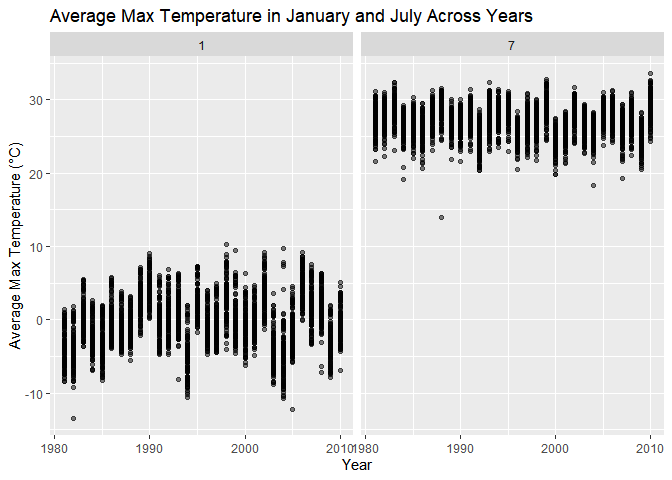 Average Max Temperature in January and July Across Years
1 7
Average Max Temperature (°C)
30
20
10
0
-10
1980 1990 2000 2010 1980 1990 2000 2010
Year